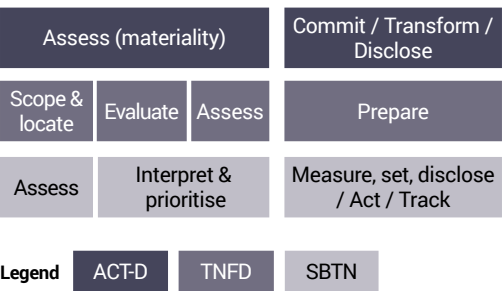 Assess (materiality)
Commit / Transform /
Disclose
Scope &
locate
Evaluate
Assess
Prepare
Assess
Interpret &
prioritise
Measure, set, disclose
/ Act / Track
Legend
ACT-D
TNFD
SBTN